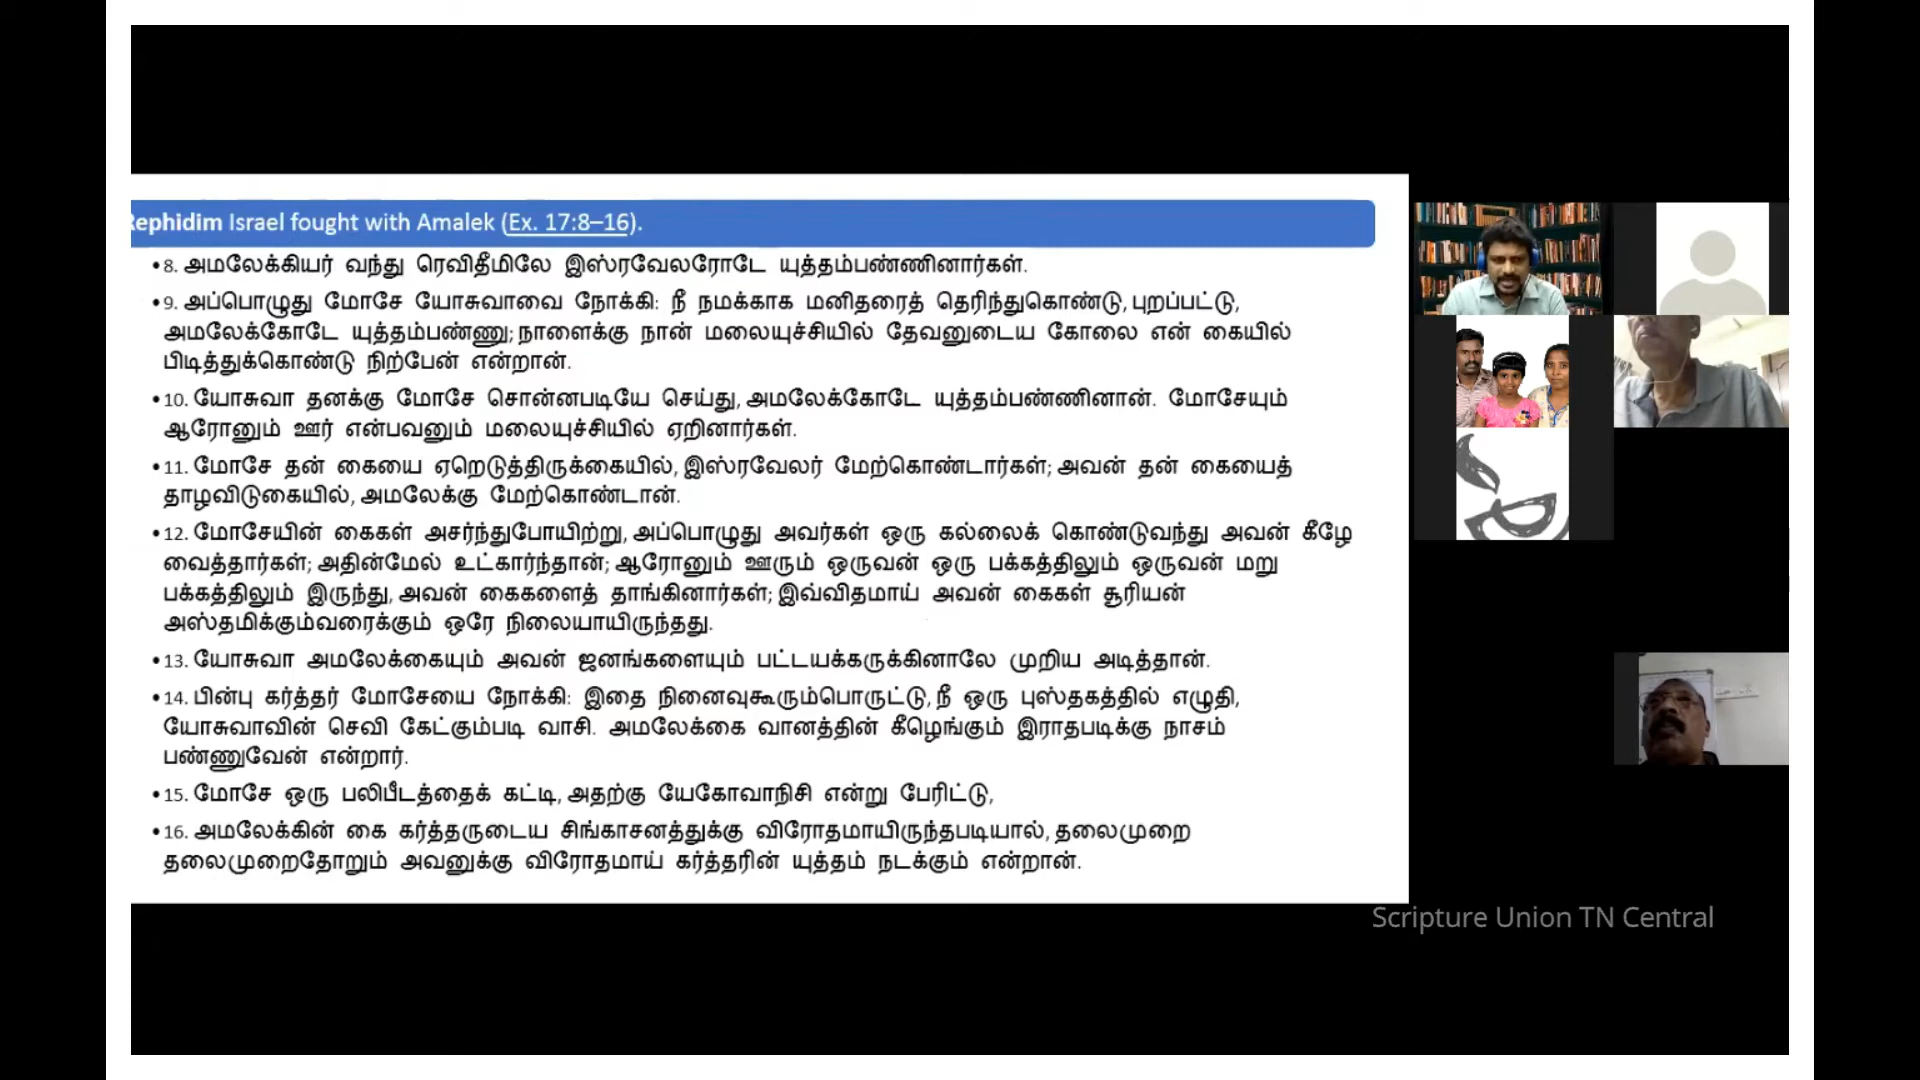 Rephidim Israel fought with Amalek (Ex. 17:8–16).
•8. அமலேக்கியர் வந்து ரெவிதீமிலே இஸ்ரவேலரோடே யுத்தம்பண்ணினார்கள்.
•9. அப்பொழுது மோசே யோசுவாவை நோக்கி: நீ நமக்காக மனிதரைத் தெரிந்துகொண்டு, புறப்பட்டு,
அமலேக்கோடே யுத்தம்பண்ணு; நாளைக்கு நான் மலையுச்சியில் தேவனுடைய கோலை என் கையில்
பிடித்துக்கொண்டு நிற்பேன் என்றான்.
•10. யோசுவா தனக்கு மோசே சொன்னபடியே செய்து, அமலேக்கோடே யுத்தம்பண்ணினான். மோசேயும்
ஆரோனும் ஊர் என்பவனும் மலையுச்சியில் ஏறினார்கள்.
•11. மோசே தன் கையை ஏறெடுத்திருக்கையில், இஸ்ரவேலர் மேற்கொண்டார்கள்; அவன் தன் கையைத்
தாழவிடுகையில், அமலேக்கு மேற்கொண்டான்.
•12. மோசேயின் கைகள் அசர்ந்துபோயிற்று, அப்பொழுது அவர்கள் ஒரு கல்லைக் கொண்டுவந்து அவன் கீழே
வைத்தார்கள்; அதின்மேல் உட்கார்ந்தான்; ஆரோனும் ஊரும் ஒருவன் ஒரு பக்கத்திலும் ஒருவன் மறு
பக்கத்திலும் இருந்து, அவன் கைகளைத் தாங்கினார்கள்; இவ்விதமாய் அவன் கைகள் சூரியன்
அஸ்தமிக்கும்வரைக்கும் ஒரே நிலையாயிருந்தது.
•13. யோசுவா அமலேக்கையும் அவன் ஜனங்களையும் பட்டயக்கருக்கினாலே முறிய அடித்தான்.
•14. பின்பு கர்த்தர் மோசேயை நோக்கி: இதை நினைவுகூரும்பொருட்டு, நீ ஒரு புஸ்தகத்தில் எழுதி,
யோசுவாவின் செவி கேட்கும்படி வாசி. அமலேக்கை வானத்தின் கீழெங்கும் இராதபடிக்கு நாசம்
பண்ணுவேன் என்றார்.
•15. மோசே ஒரு பலிபீடத்தைக் கட்டி, அதற்கு யேகோவாநிசி என்று பேரிட்டு,
•16. அமலேக்கின் கை கர்த்தருடைய சிங்காசனத்துக்கு விரோதமாயிருந்தபடியால், தலைமுறை
தலைமுறைதோறும் அவனுக்கு விரோதமாய் கர்த்தரின் யுத்தம் நடக்கும் என்றான்.
Scripture Union TN Central